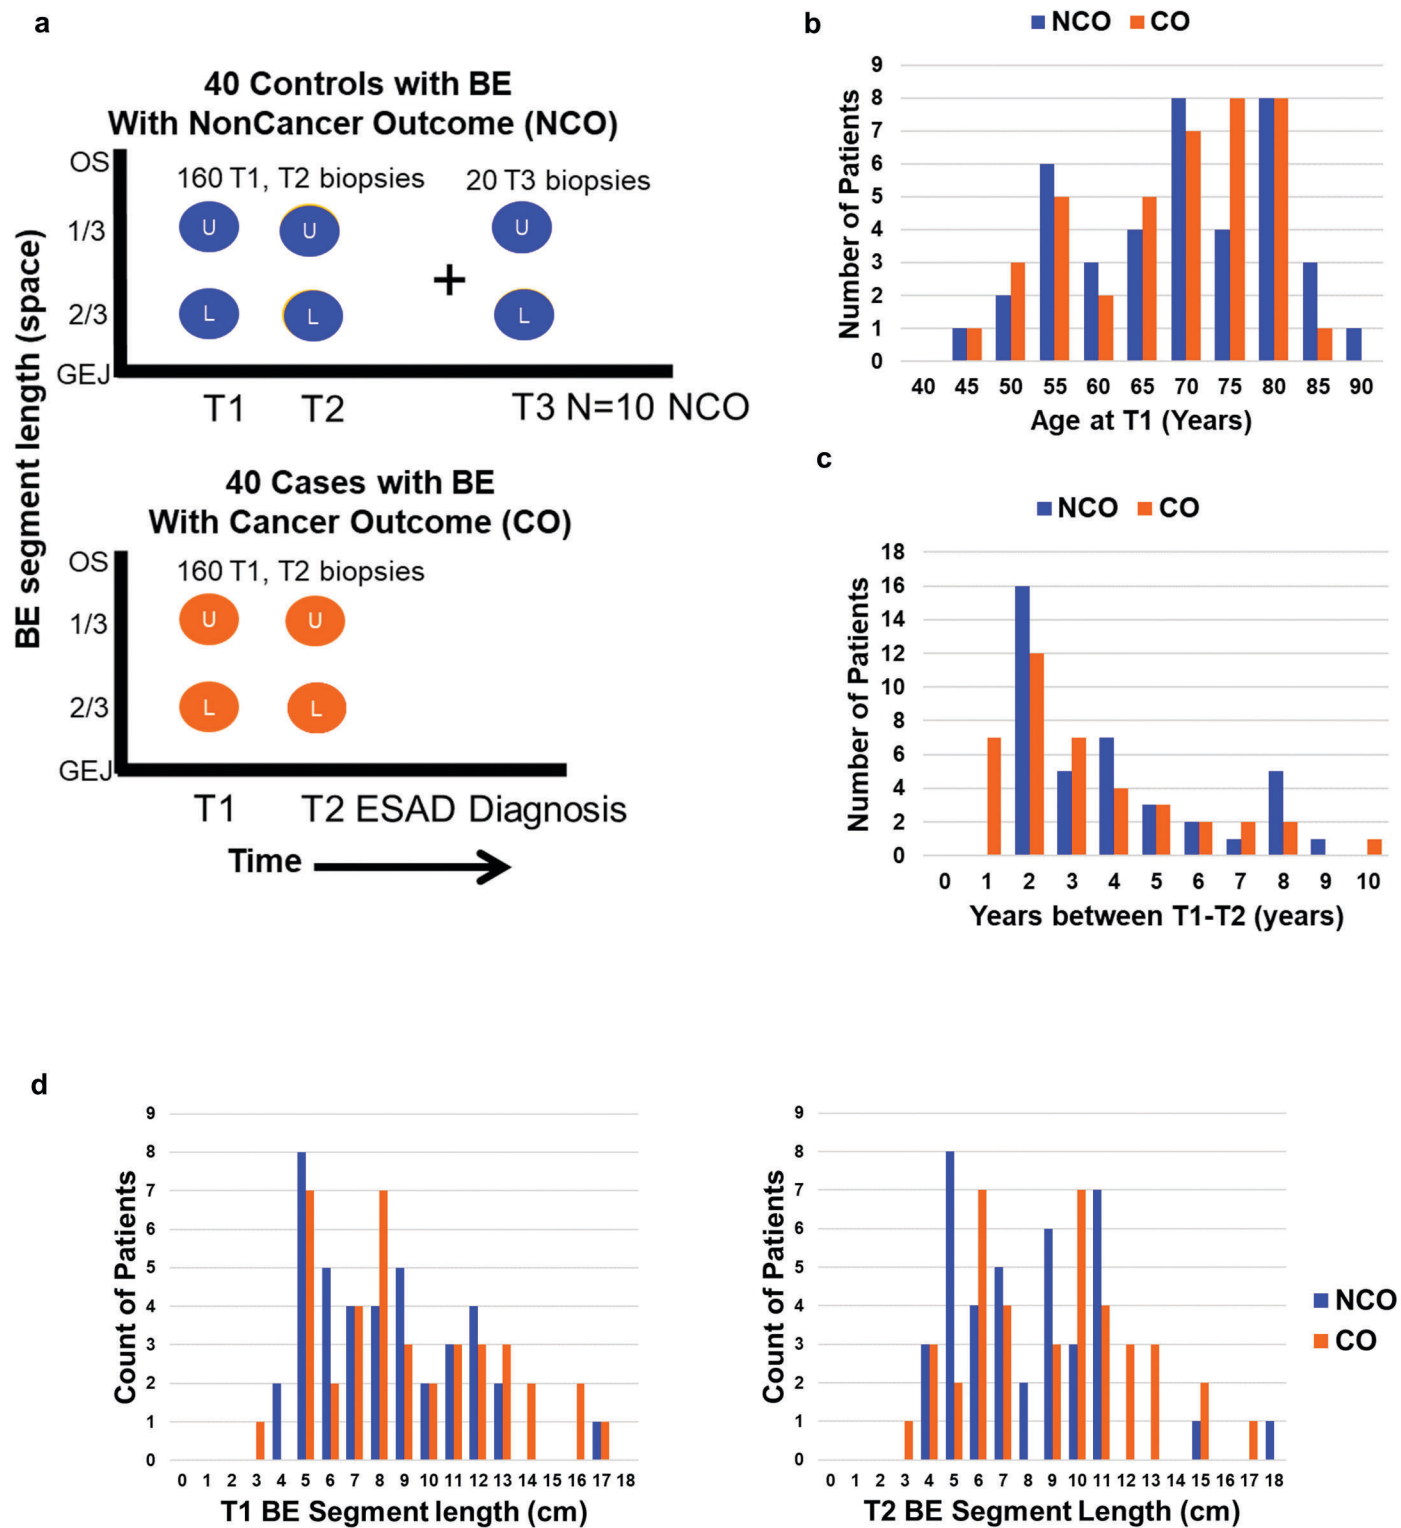 a
40 Controls with BE
With NonCancer Outcome (NCO)
BE segment length (space)
OS
160 T1, T2 biopsies
20 T3 biopsies
1/3
U
U
U
+
2/3
L
L
L
GEJ
T1
T2
T3 N=10 NCO
40 Cases with BE
With Cancer Outcome (CO)
OS
160 T1, T2 biopsies
1/3
U
U
2/3
L
L
GEJ
T1
T2 ESAD Diagnosis
Time
b
NCO CO
Number of Patients
9
8
7
6
5
4
3
2
1
0
40 45 50 55 60 65 70 75 80 85 90
Age at T1 (Years)
c
NCO CO
Number of Patients
18
16
14
12
10
8
6
4
2
0
0 1 2 3 4 5 6 7 8 9 10
Years between T1-T2 (years)
d
Count of Patients
9
8
7
6
5
4
3
2
1
0
0 1 2 3 4 5 6 7 8 9 10 11 12 13 14 15 16 17 18
T1 BE Segment length (cm)
Count of Patients
9
8
7
6
5
4
3
2
1
0
0 1 2 3 4 5 6 7 8 9 10 11 12 13 14 15 16 17 18
T2 BE Segment Length (cm)
NCO
CO